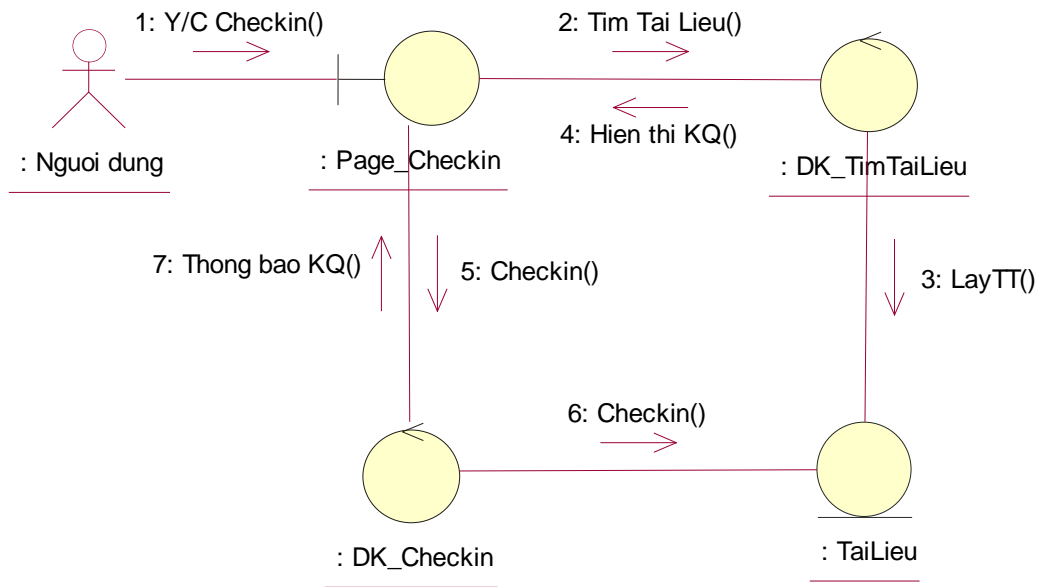 1: Y/C Checkin()
2: Tim Tai Lieu()
4: Hien thi KQ()
: Nguoi dung
: Page_Checkin
: DK_TimTaiLieu
7: Thong bao KQ()
5: Checkin()
3: LayTT()
6: Checkin()
: DK_Checkin
: TaiLieu